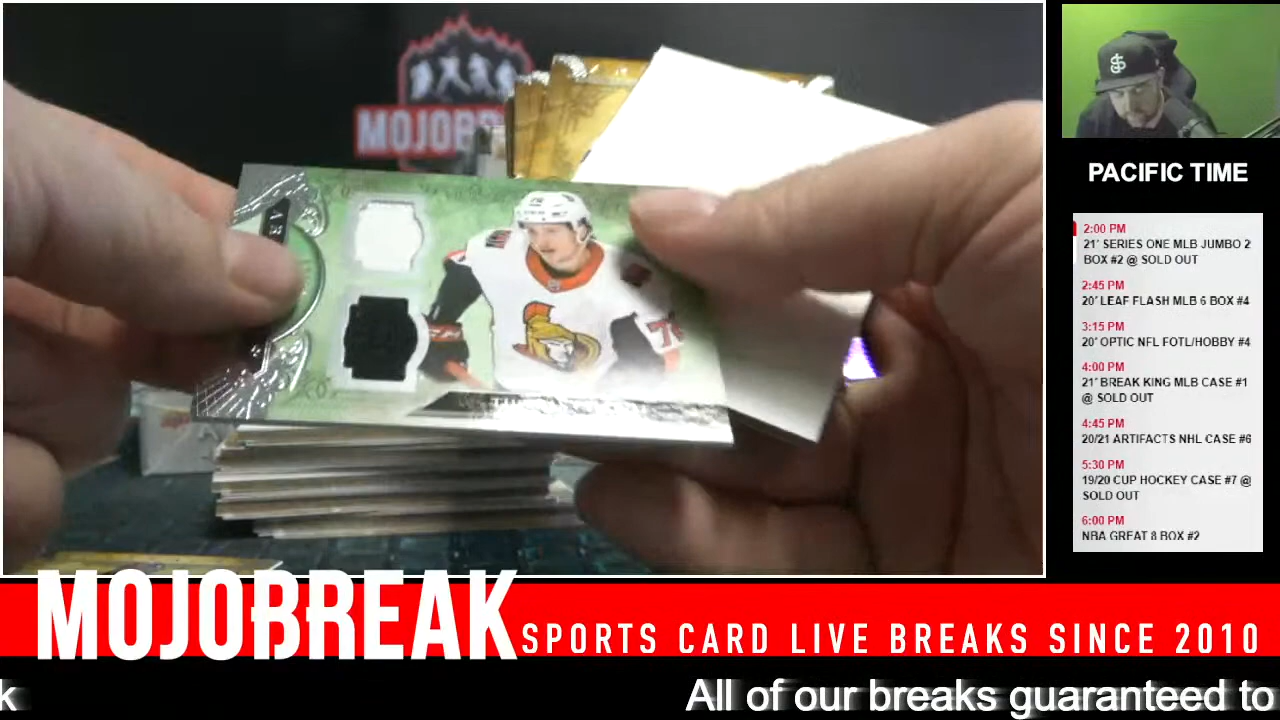 MOJOBR
PACIFIC TIME
2:00 PM
21' SERIES ONE MLB JUMBO 2
BOX #2 @ SOLD OUT
2:45 PM
20' LEAF FLASH MLB 6 BOX #4
3:15 PM
20' OPTIC NFL FOTL/HOBBY #4
4:00 PM
21' BREAK KING MLB CASE #1
@ SOLD OUT
4:45 PM
20/21 ARTIFACTS NHL CASE #6
5:30 PM
19/20 CUP HOCKEY CASE #7 @
SOLD OUT
6:00 PM
NBA GREAT 8 BOX #2
MOJOBREAK
SPORTS CARD LIVE BREAKS SINCE 2010
k
All of our breaks guaranteed to